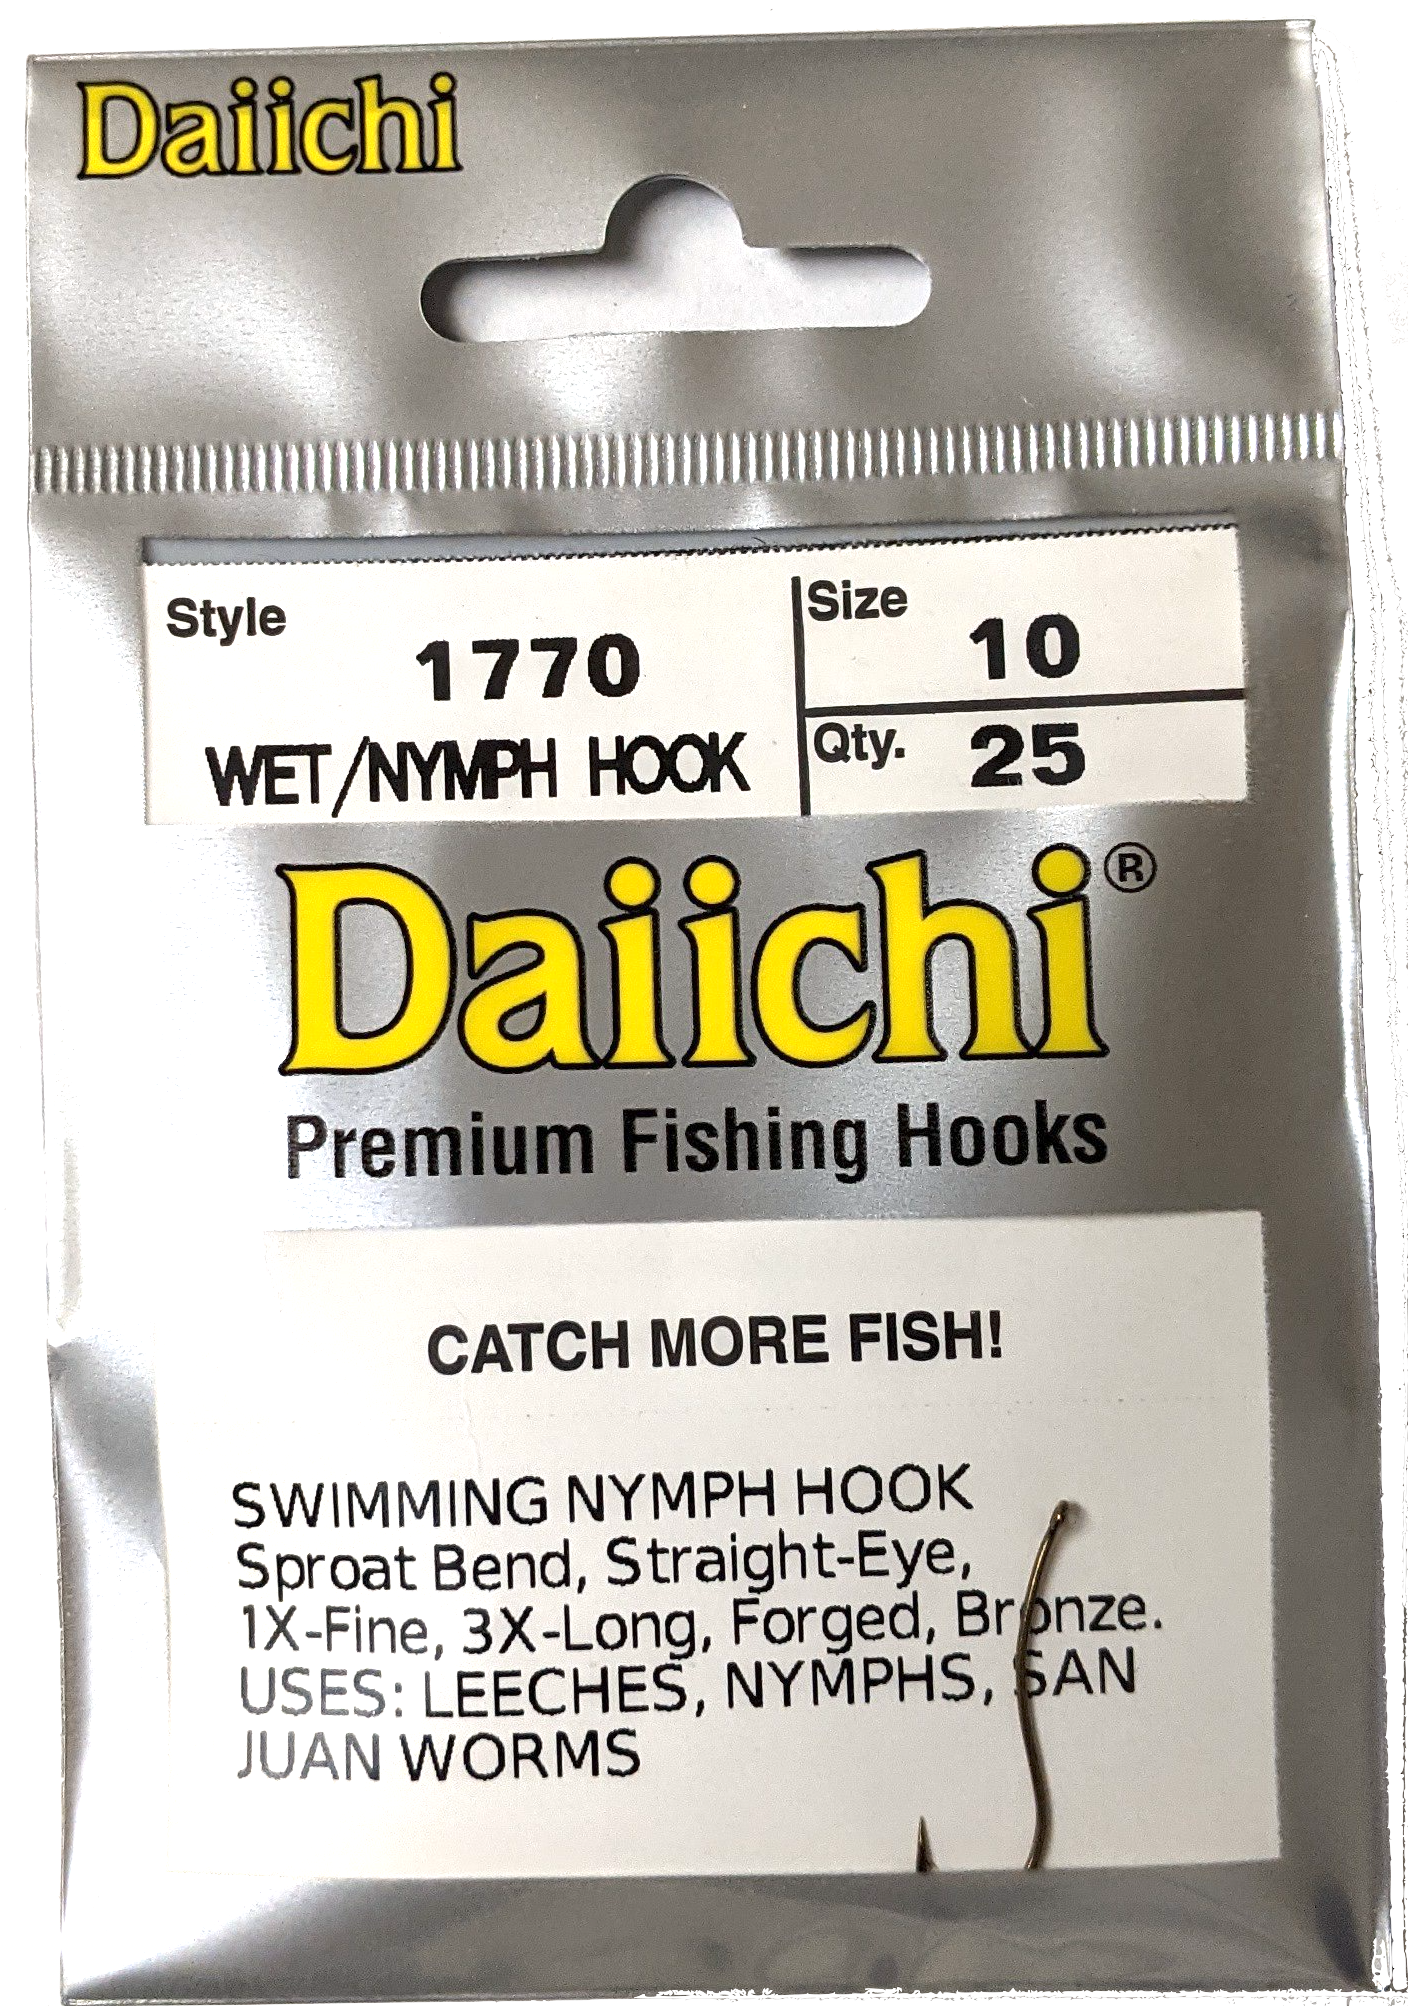 Daiichi
Style
1770
WET/NYMPH HOOK
Size
10
Qty. 25
Daiichi®
Premium Fishing Hooks
CATCH MORE FISH!
SWIMMING NYMPH HOOK
Sproat Bend, Straight-Eye,
1X-Fine, 3X-Long, Forged, Bronze.
USES: LEECHES, NYMPHS, SAN
JUAN WORMS